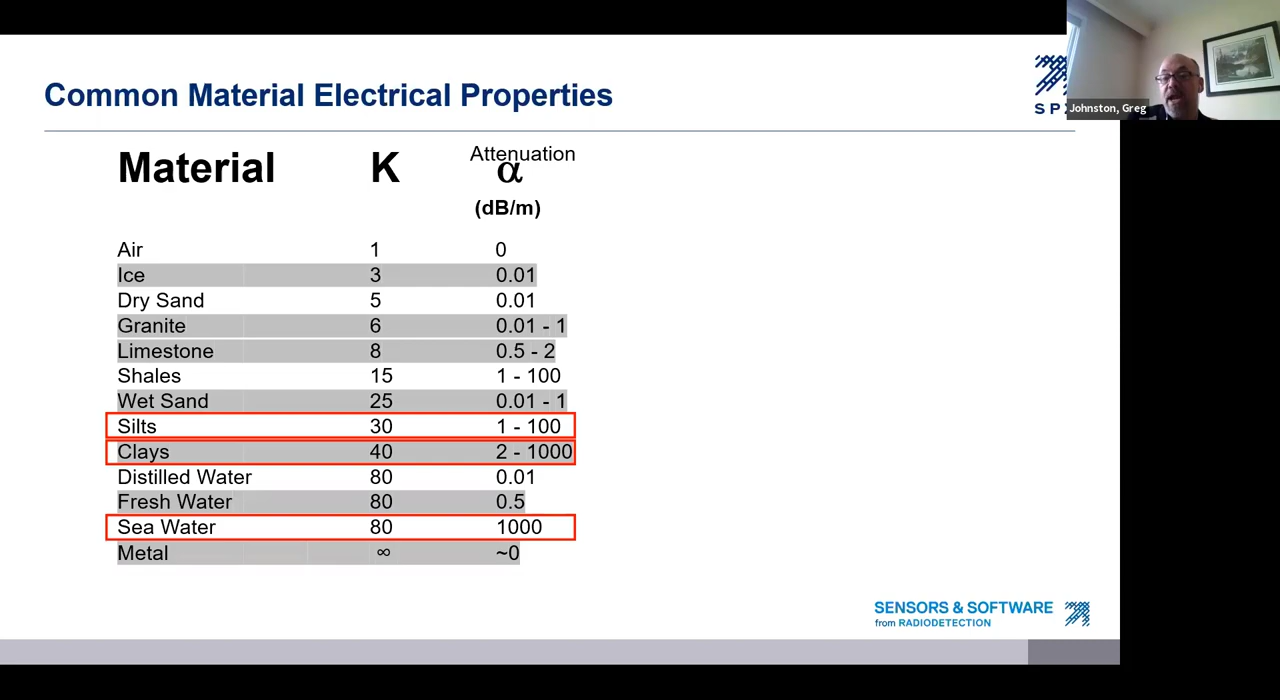 Common Material Electrical Properties
SPX
Johnston, Greg
Material K Attenuation α (dB/m)
Air 1 0
Ice 3 0.01
Dry Sand 5 0.01
Granite 6 0.01 - 1
Limestone 8 0.5 - 2
Shales 15 1 - 100
Wet Sand 25 0.01 - 1
Silts 30 1 - 100
Clays 40 2 - 1000
Distilled Water 80 0.01
Fresh Water 80 0.5
Sea Water 80 1000
Metal ∞ ~0
SENSORS & SOFTWARE
from RADIODETECTION